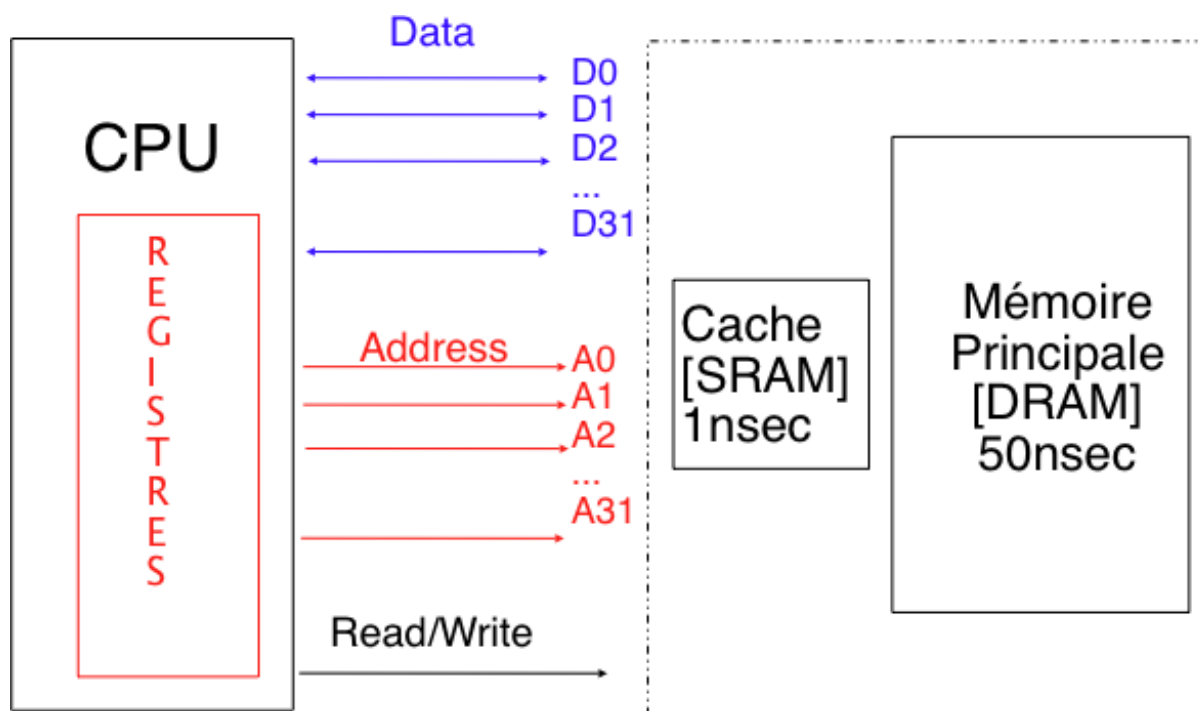 CPU
REGISTRES
Data
D0
D1
D2
...
D31
Address
A0
A1
A2
...
A31
Read/Write
Cache
[SRAM]
1nsec
Mémoire
Principale
[DRAM]
50nsec